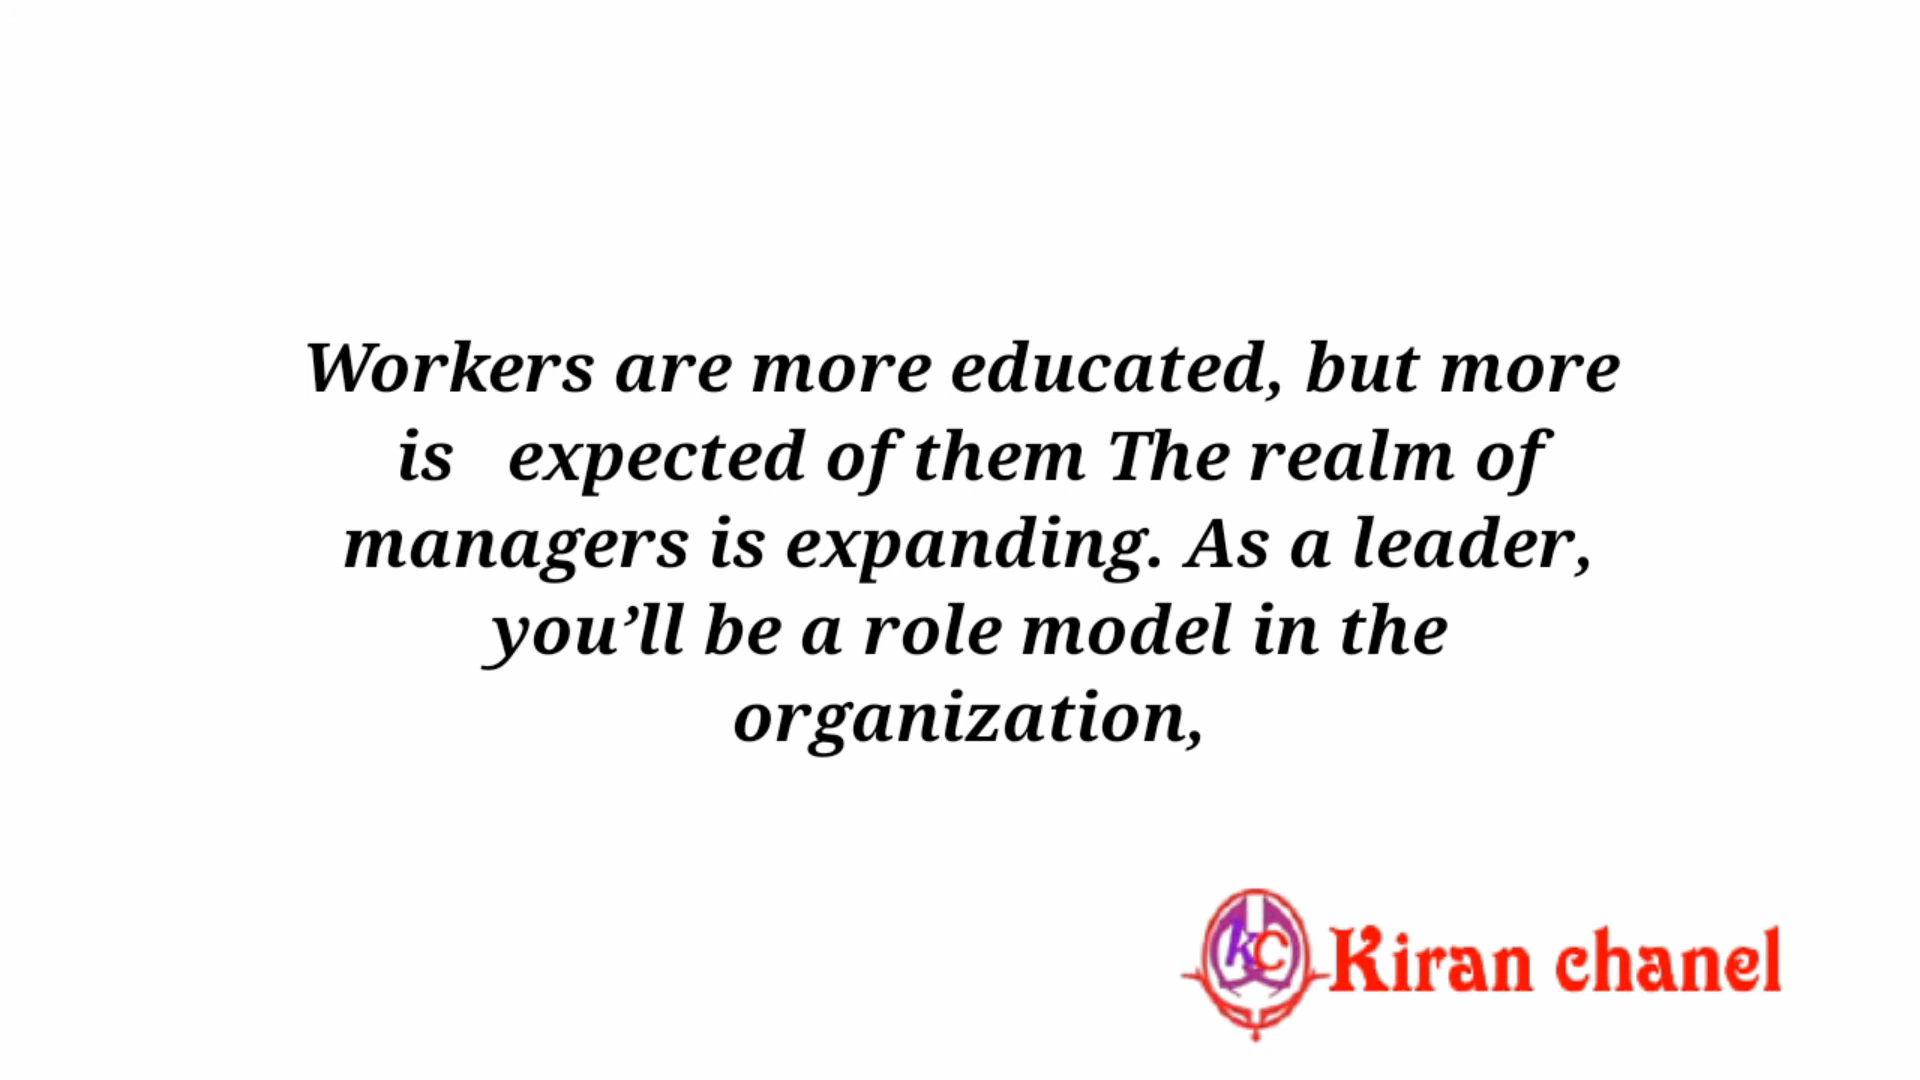 Workers are more educated, but more
is   expected of them The realm of
managers is expanding. As a leader,
you’ll be a role model in the
organization,
kC Kiran chanel